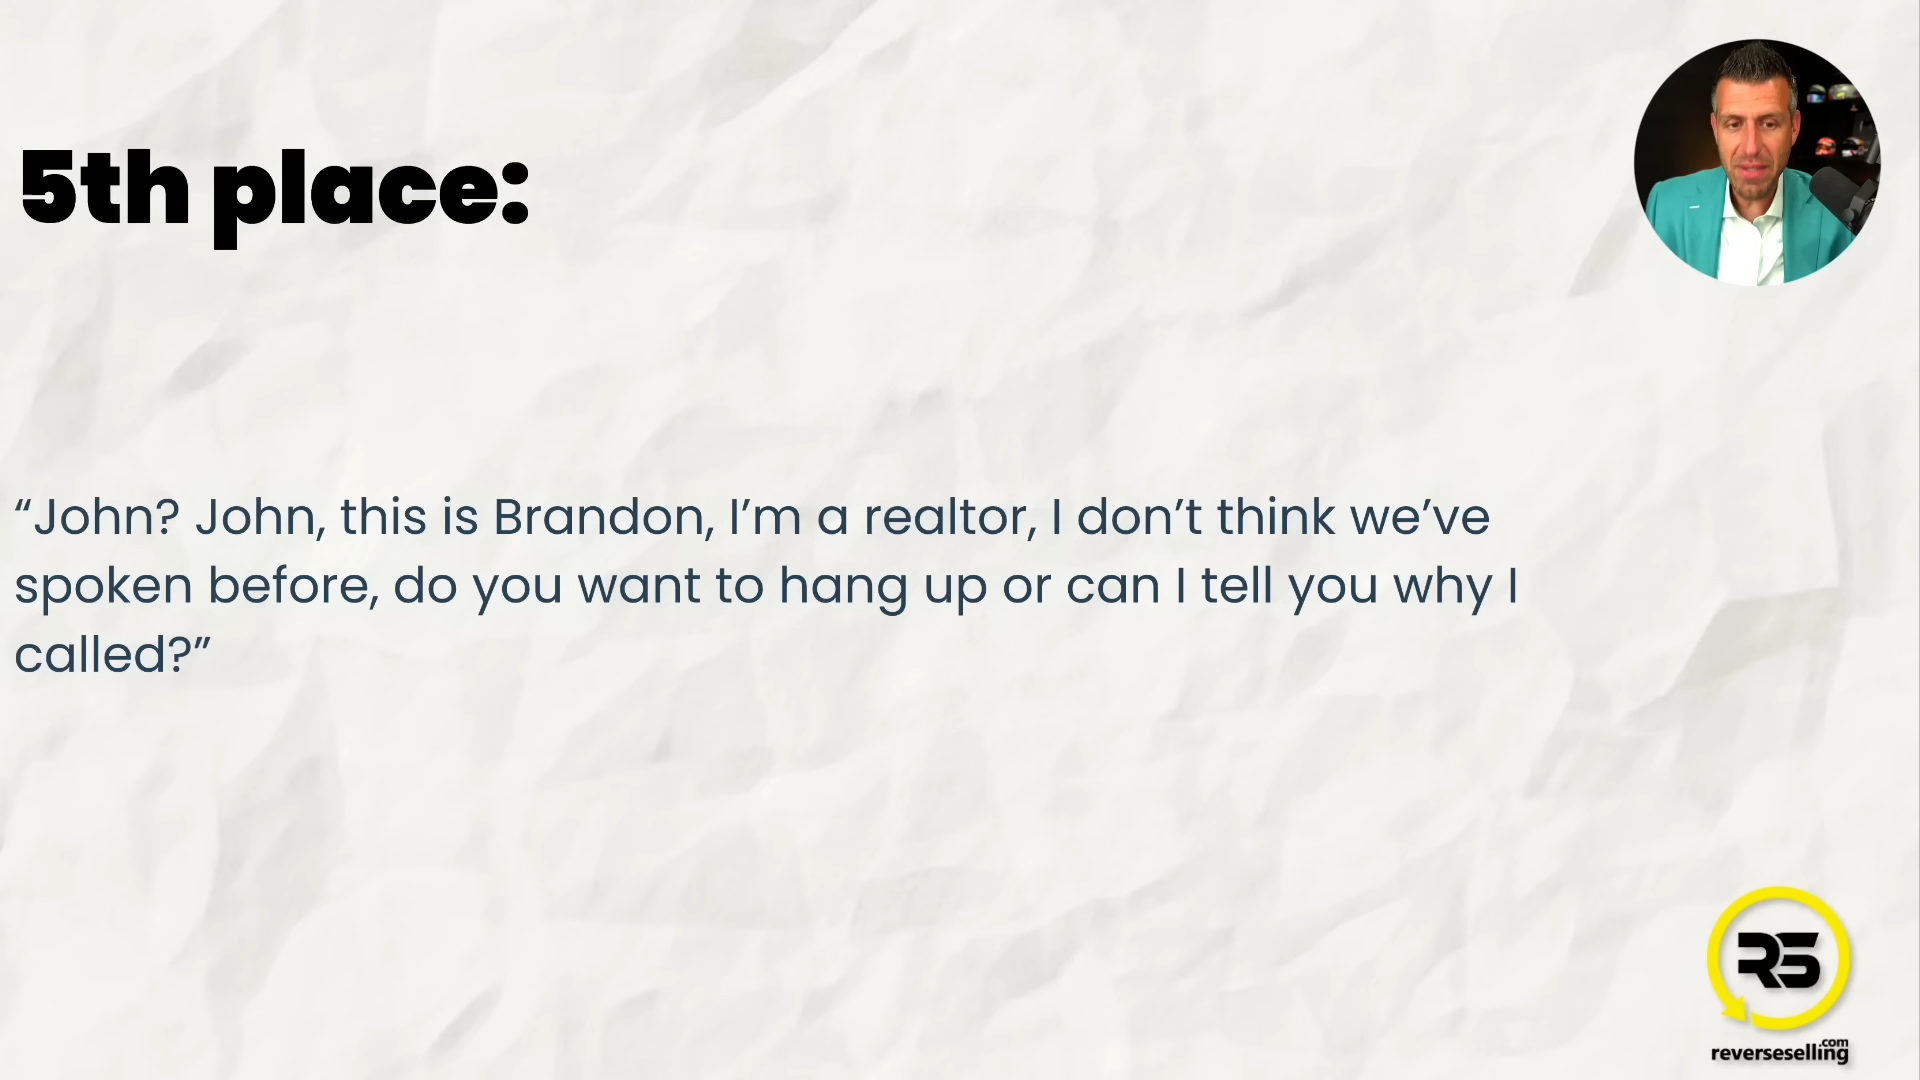 5th place:
“John? John, this is Brandon, I’m a realtor, I don’t think we’ve
spoken before, do you want to hang up or can I tell you why I
called?”
RS
reverseselling.com